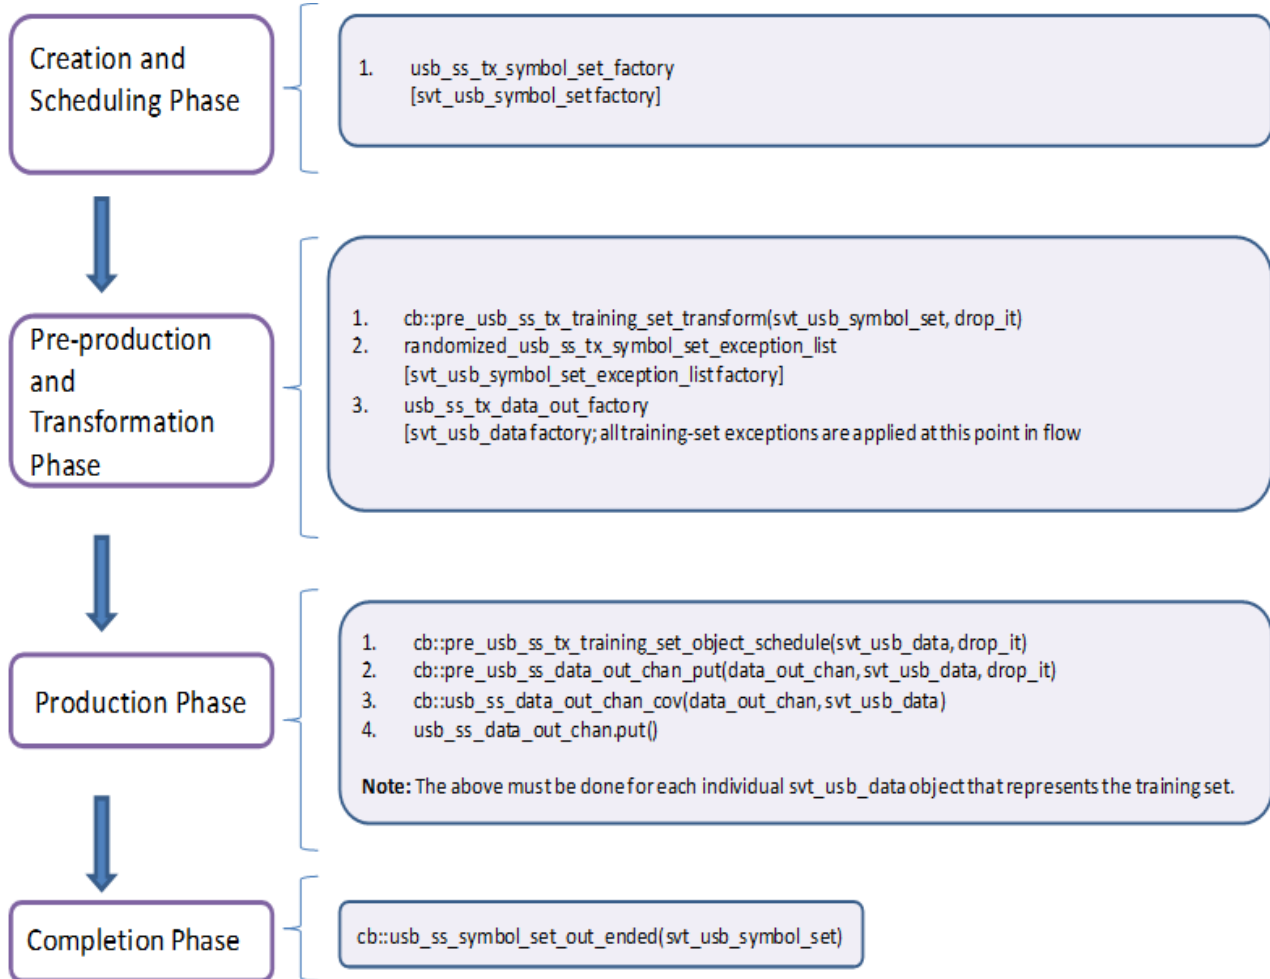 Creation and
Scheduling Phase
1. usb_ss_tx_symbol_set_factory
[svt_usb_symbol_set factory]
Pre-production
and
Transformation
Phase
1. cb::pre_usb_ss_tx_training_set_transform(svt_usb_symbol_set, drop_it)
2. randomized_usb_ss_tx_symbol_set_exception_list
[svt_usb_symbol_set_exception_list factory]
3. usb_ss_tx_data_out_factory
[svt_usb_data factory; all training-set exceptions are applied at this point in flow
Production Phase
1. cb::pre_usb_ss_tx_training_set_object_schedule(svt_usb_data, drop_it)
2. cb::pre_usb_ss_data_out_chan_put(data_out_chan, svt_usb_data, drop_it)
3. cb::usb_ss_data_out_chan_cov(data_out_chan, svt_usb_data)
4. usb_ss_data_out_chan.put()
Note: The above must be done for each individual svt_usb_data object that represents the training set.
Completion Phase
cb::usb_ss_symbol_set_out_ended(svt_usb_symbol_set)